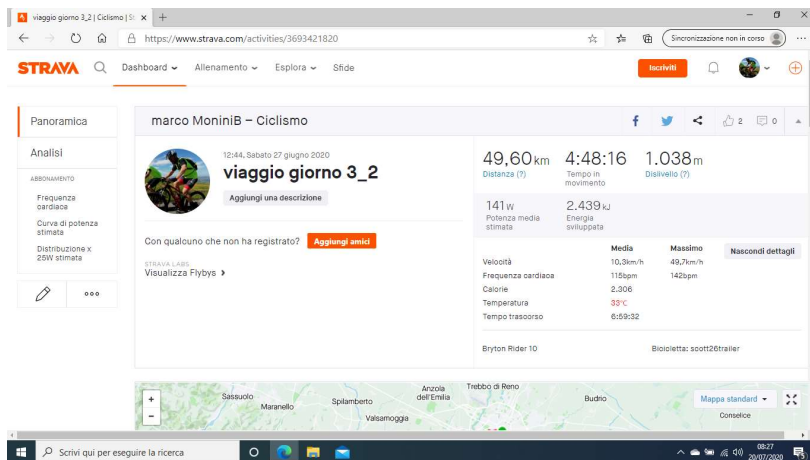 viaggio giorno 3_2 | Ciclismo | St
https://www.strava.com/activities/3693421820
Sincronizzazione non in corso
STRAVA
Dashboard
Allenamento
Esplora
Sfide
Iscriviti
Panoramica
Analisi
ABBONAMENTO
Frequenza
cardiaca
Curva di potenza
stimata
Distribuzione x
25W stimata
marco MoniniB – Ciclismo
2
0
12:44, Sabato 27 giugno 2020
viaggio giorno 3_2
Aggiungi una descrizione
Con qualcuno che non ha registrato?
Aggiungi amici
STRAVA LABS
Visualizza Flybys
49,60 km 4:48:16 1.038 m
Distanza (?) Tempo in Dislivello (?)
movimento
141 W 2.439 kJ
Potenza media Energia
stimata sviluppata
Media Massimo Nascondi dettagli
Velocità 10,3km/h 49,7km/h
Frequenza cardiaca 115bpm 142bpm
Calorie 2.306
Temperatura 33°C
Tempo trascorso 6:59:32
Bryton Rider 10 Bicicletta: scott26trailer
+
−
Sassuolo
Maranello
Spilamberto
Valsamoggia
Anzola
dell'Emilia
Trebbo di Reno
Budrio
Conselice
Mappa standard
Scrivi qui per eseguire la ricerca
08:27
20/07/2020